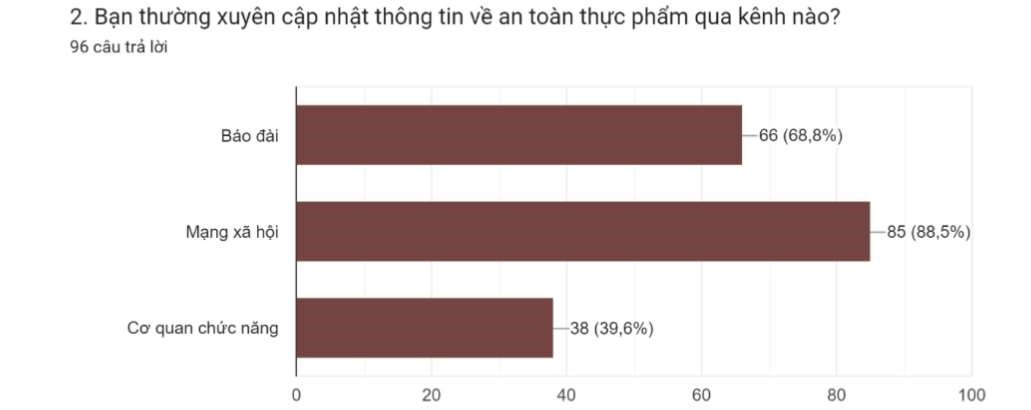 2. Bạn thường xuyên cập nhật thông tin về an toàn thực phẩm qua kênh nào?
96 câu trả lời
Báo đài
66 (68,8%)
Mạng xã hội
85 (88,5%)
Cơ quan chức năng
38 (39,6%)
0 20 40 60 80 100